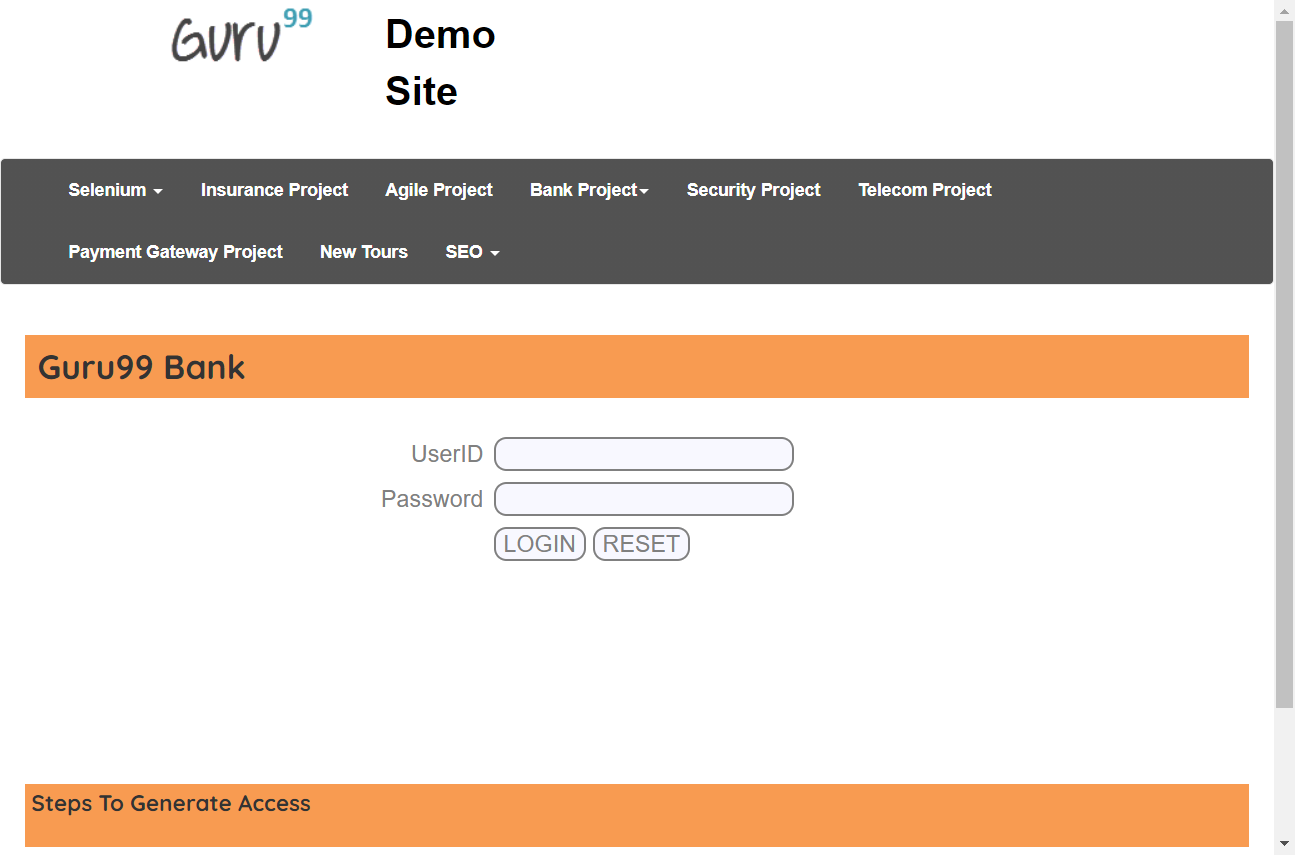 Guru99
Demo
Site
Selenium Insurance Project Agile Project Bank Project Security Project Telecom Project
Payment Gateway Project New Tours SEO
Guru99 Bank
UserID
Password
LOGIN RESET
Steps To Generate Access